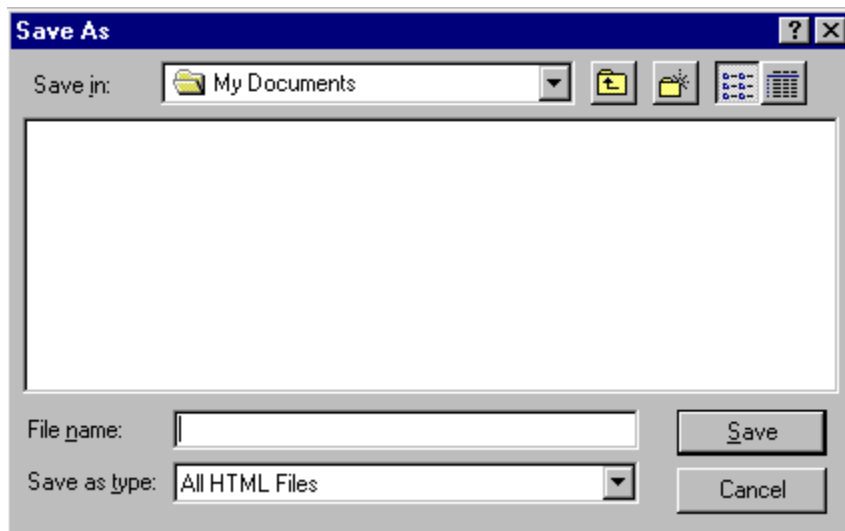 Save As
Save in: My Documents
File name:
Save
Save as type: All HTML Files
Cancel